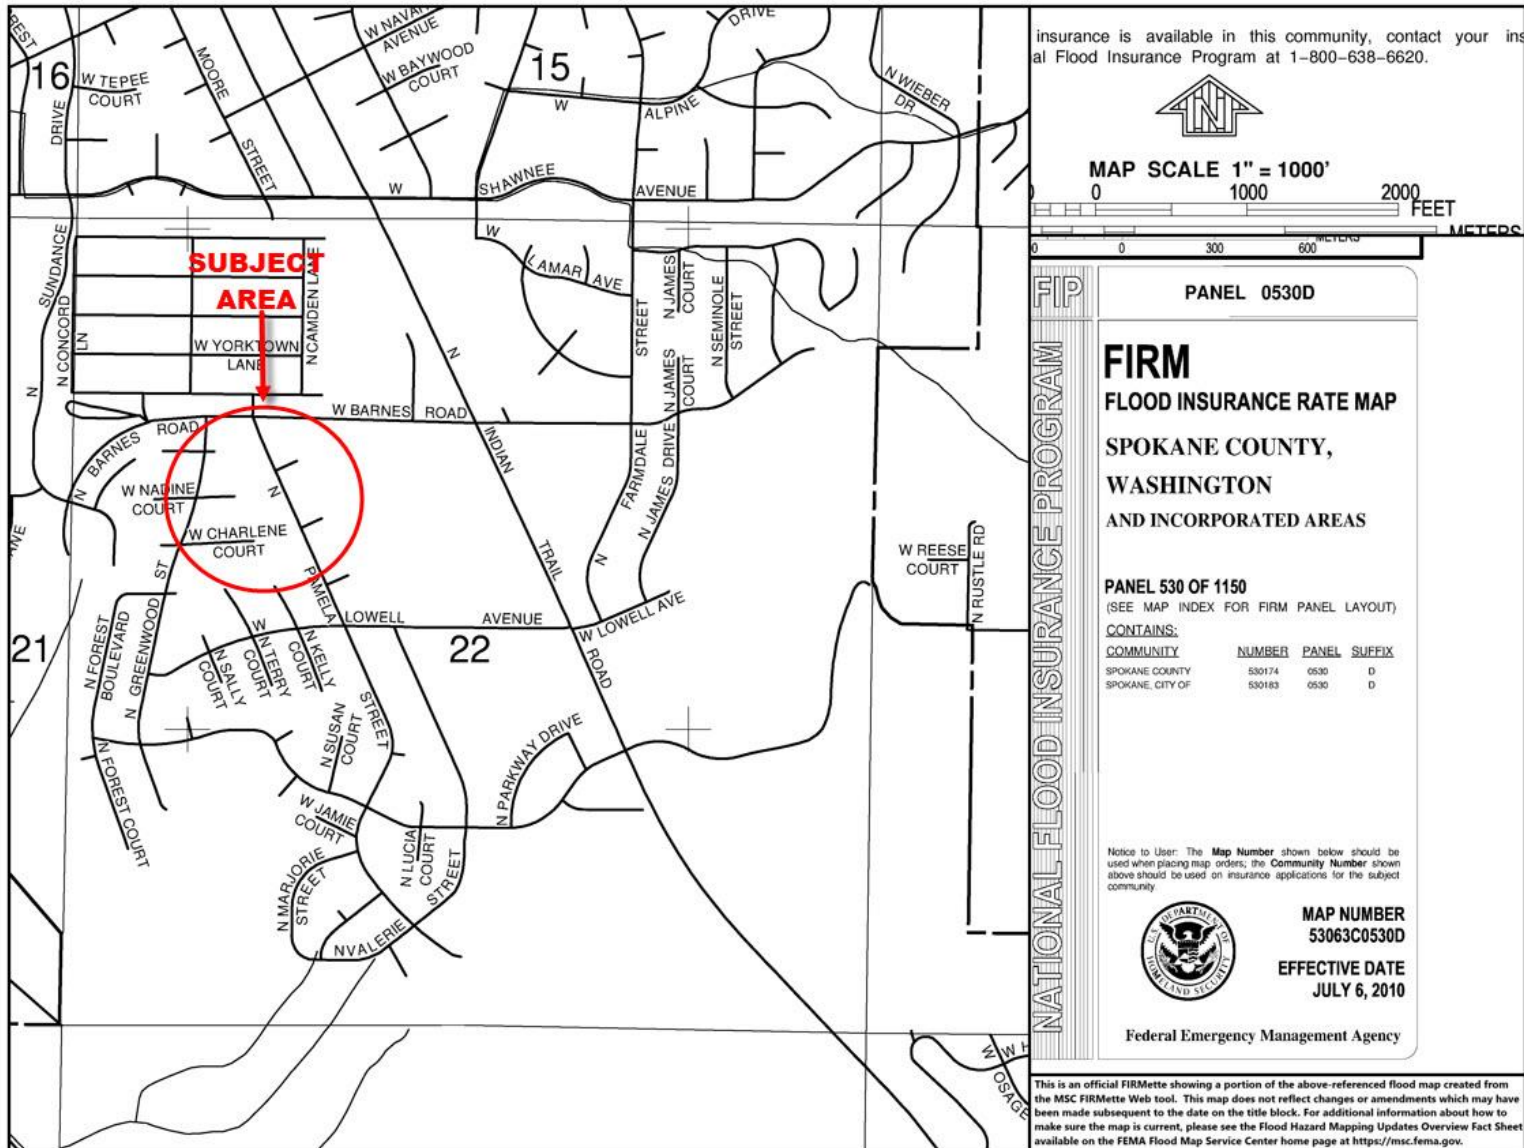 16
W TEPEE
COURT
DRIVE
MOORE
STREET
W NAVA
AVENUE
W BAYWOOD
COURT
15
DRIVE
W
ALPINE
N WIEBER
DR
W
SHAWNEE
AVENUE
SUNDANCE
N
N CONCORD
LN
SUBJECT
AREA
N CAMDEN LANE
W YORKTOWN
LANE
W
LAMAR AVE
STREET
N JAMES
COURT
N SEMINOLE
STREET
N JAMES
COURT
W BARNES ROAD
N
INDIAN
TRAIL
ROAD
N BARNES ROAD
W NADINE
COURT
W CHARLENE
COURT
N
PAMELA
STREET
FARMDALE
N
N JAMES DRIVE
W REESE
COURT
N RUSTLE RD
21
N FOREST
BOULEVARD
N GREENWOOD ST
W
LOWELL
AVENUE
W LOWELL AVE
N SALLY
COURT
N TERRY
COURT
N KELLY
COURT
22
N SUSAN
COURT
N PARKWAY DRIVE
N FOREST COURT
W JAMIE
COURT
N LUCIA
COURT
STREET
N MARJORIE
STREET
N VALERIE
W OSAGE
W H
insurance is available in this community, contact your ins
al Flood Insurance Program at 1-800-638-6620.
N
MAP SCALE 1" = 1000'
0 1000 2000
FEET
METERS
METERS
0 300 600
NATIONAL FLOOD INSURANCE PROGRAM
FIP
PANEL 0530D
FIRM
FLOOD INSURANCE RATE MAP
SPOKANE COUNTY,
WASHINGTON
AND INCORPORATED AREAS
PANEL 530 OF 1150
(SEE MAP INDEX FOR FIRM PANEL LAYOUT)
CONTAINS:
COMMUNITY NUMBER PANEL SUFFIX
SPOKANE COUNTY 530174 0530 D
SPOKANE, CITY OF 530183 0530 D
Notice to User: The Map Number shown below should be
used when placing map orders; the Community Number shown
above should be used on insurance applications for the subject
community.
U.S. DEPARTMENT OF HOMELAND SECURITY
MAP NUMBER
53063C0530D
EFFECTIVE DATE
JULY 6, 2010
Federal Emergency Management Agency
This is an official FIRMette showing a portion of the above-referenced flood map created from
the MSC FIRMette Web tool. This map does not reflect changes or amendments which may have
been made subsequent to the date on the title block. For additional information about how to
make sure the map is current, please see the Flood Hazard Mapping Updates Overview Fact Sheet
available on the FEMA Flood Map Service Center home page at https://msc.fema.gov.